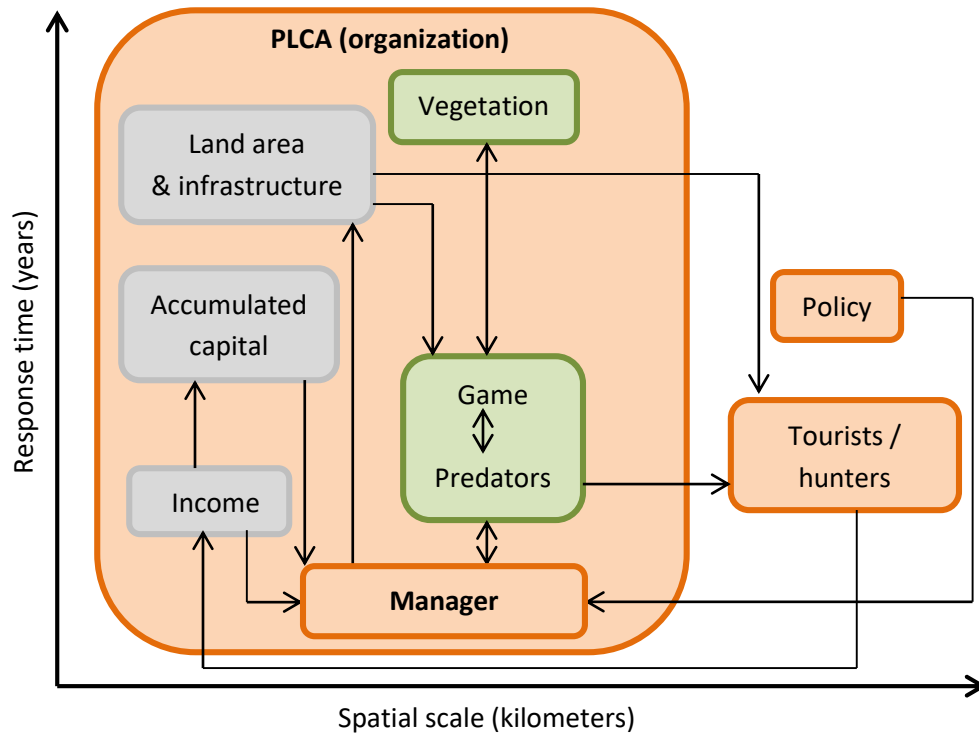 PLCA (organization)
Vegetation
Land area
& infrastructure
Accumulated
capital
Policy
Game
Predators
Tourists /
hunters
Income
Manager
Response time (years)
Spatial scale (kilometers)